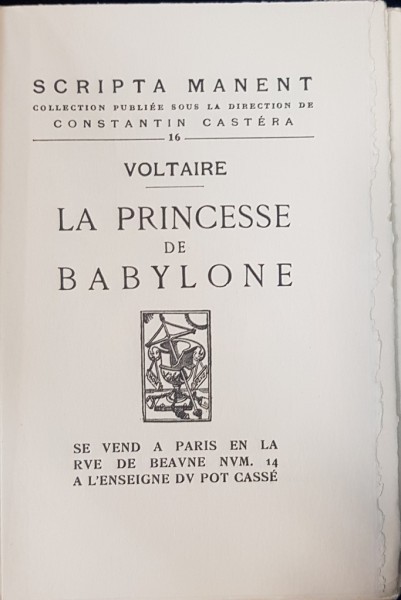 SCRIPTA MANENT
COLLECTION PUBLIÉE SOUS LA DIRECTION DE
CONSTANTIN CASTÉRA
16
VOLTAIRE
LA PRINCESSE
DE
BABYLONE
SE VEND A PARIS EN LA
RVE DE BEAVNE NVM. 14
A L'ENSEIGNE DV POT CASSÉ